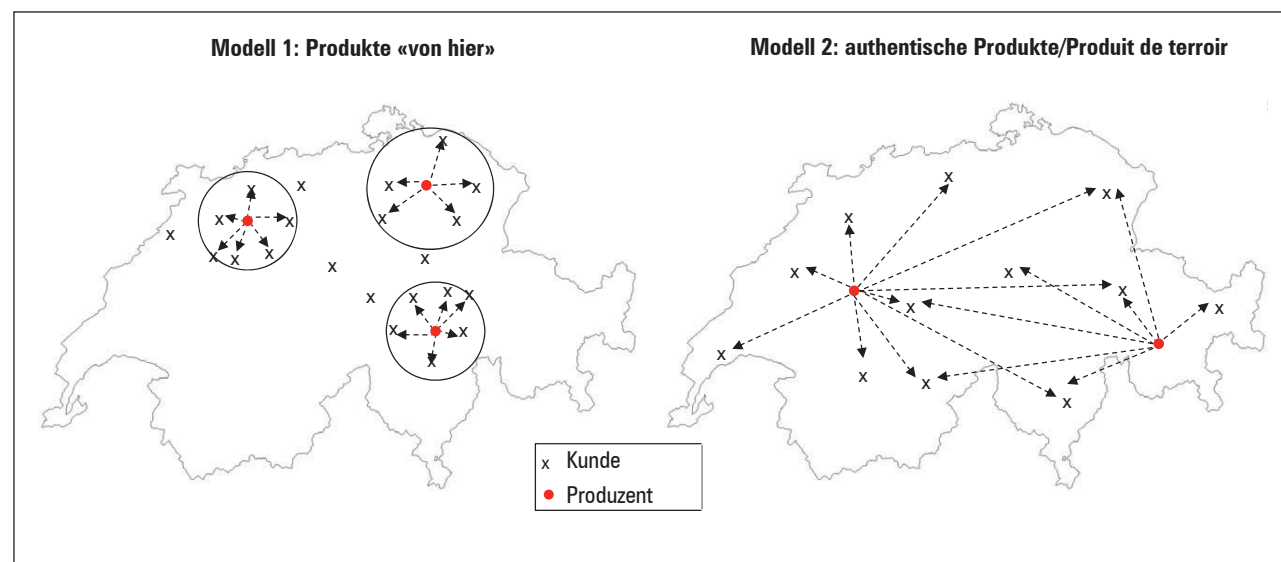 Modell 1: Produkte «von hier»
Modell 2: authentische Produkte/Produit de terroir
x Kunde
Produzent